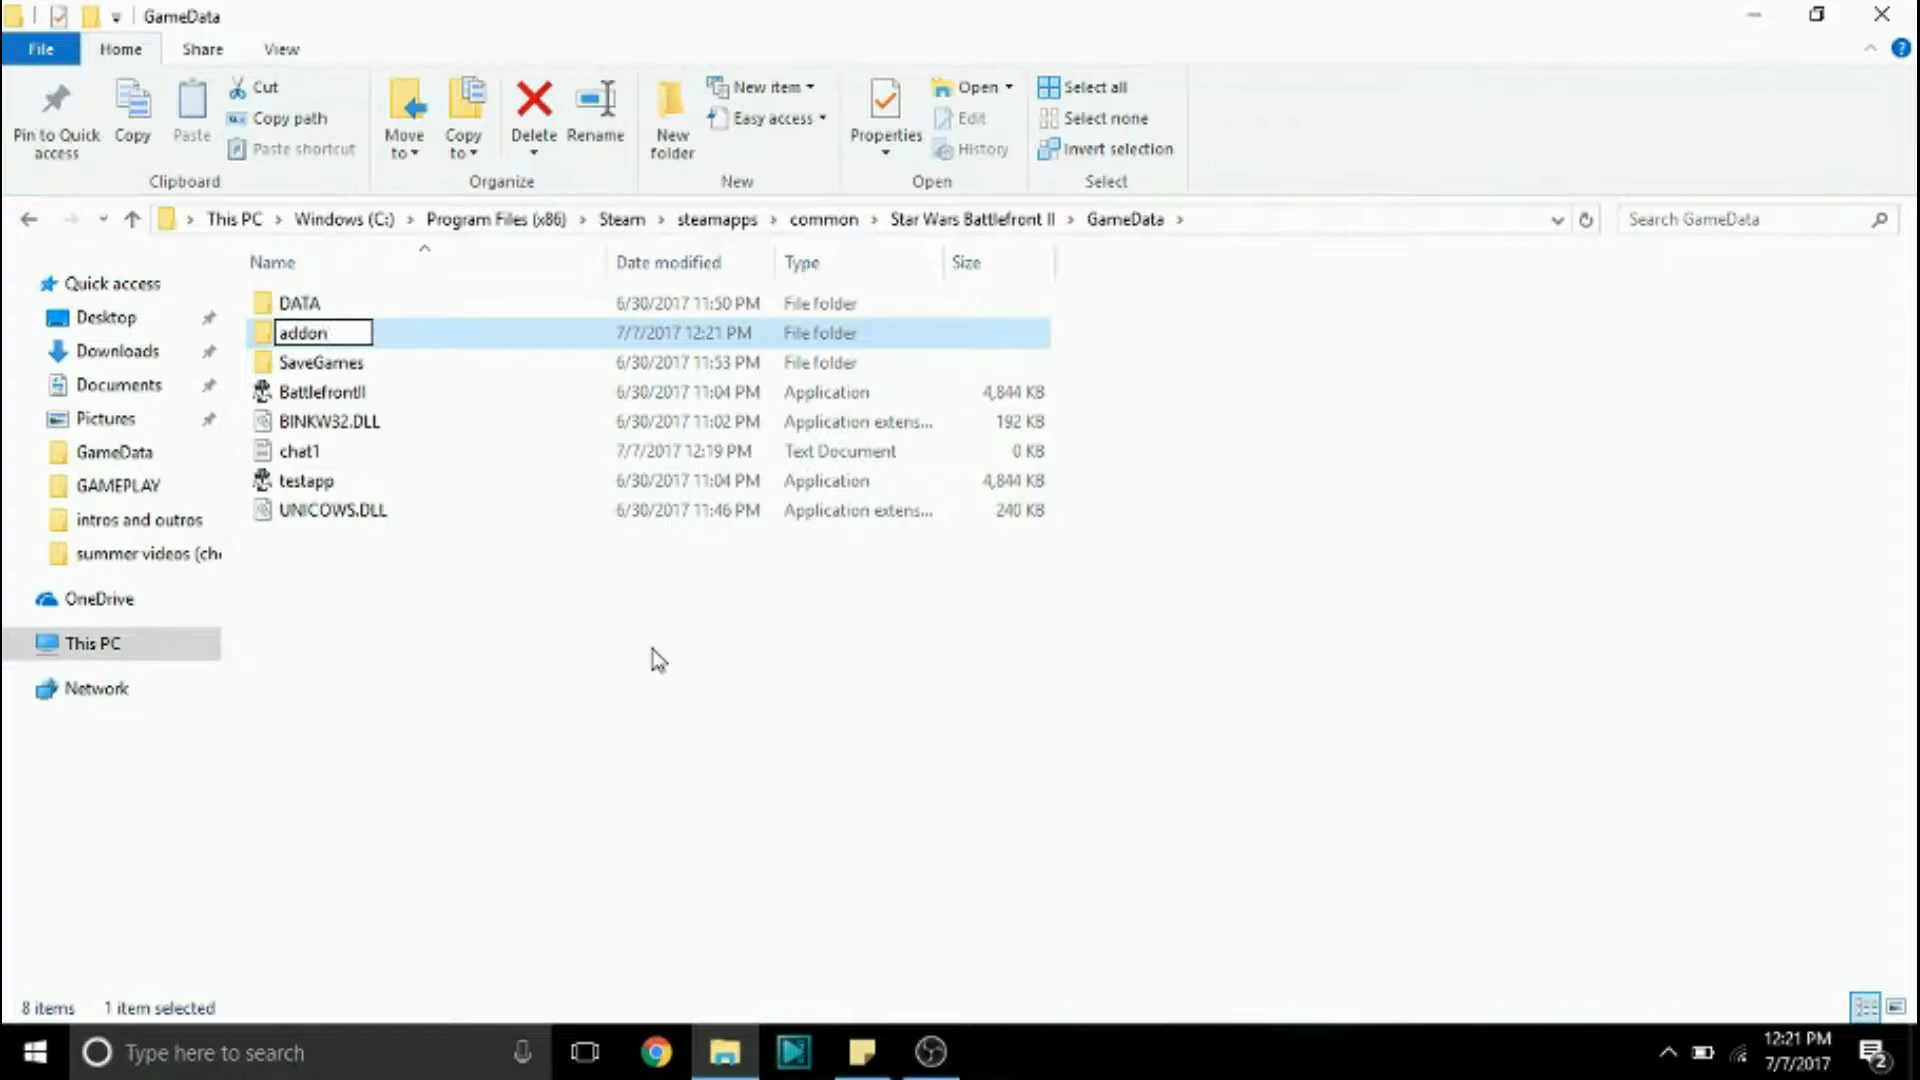 GameData
File Home Share View
Pin to Quick access
Copy
Paste
Cut
Copy path
Paste shortcut
Clipboard
Move to
Copy to
Delete
Rename
Organize
New folder
New item
Easy access
New
Properties
Open
Edit
History
Open
Select all
Select none
Invert selection
Select
This PC > Windows (C:) > Program Files (x86) > Steam > steamapps > common > Star Wars Battlefront II > GameData >
Search GameData
Quick access
Desktop
Downloads
Documents
Pictures
GameData
GAMEPLAY
intros and outros
summer videos (ch
OneDrive
This PC
Network
Name Date modified Type Size
DATA 6/30/2017 11:50 PM File folder
addon 7/7/2017 12:21 PM File folder
SaveGames 6/30/2017 11:53 PM File folder
BattlefrontII 6/30/2017 11:04 PM Application 4,844 KB
BINKW32.DLL 6/30/2017 11:02 PM Application extens... 192 KB
chat1 7/7/2017 12:19 PM Text Document 0 KB
testapp 6/30/2017 11:04 PM Application 4,844 KB
UNICOWS.DLL 6/30/2017 11:46 PM Application extens... 240 KB
8 items 1 item selected
Type here to search
12:21 PM
7/7/2017
2